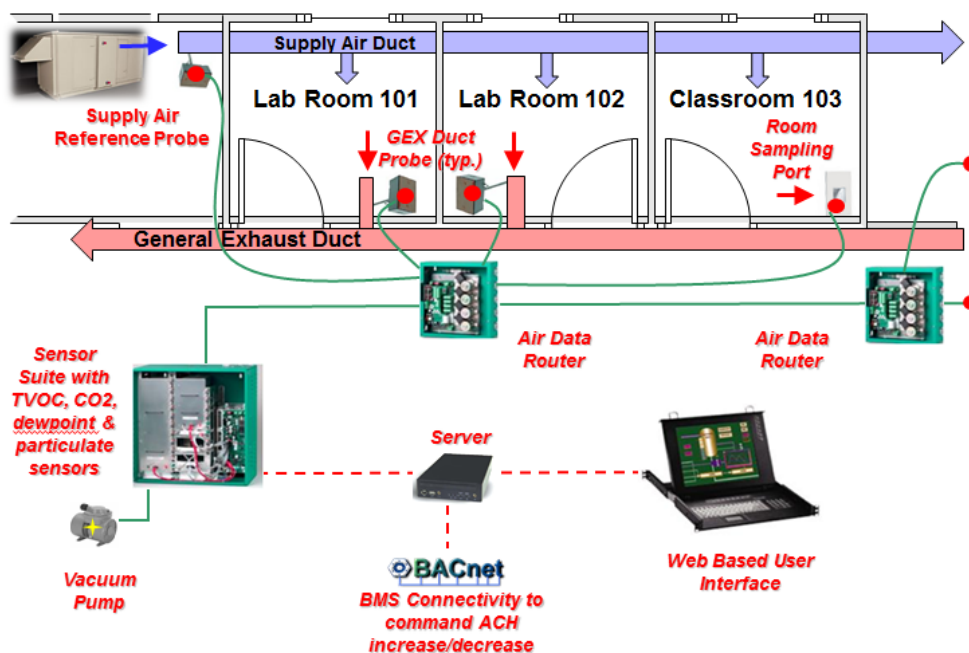 Supply Air Duct
Lab Room 101
Lab Room 102
Classroom 103
Supply Air
Reference Probe
GEX Duct
Probe (typ.)
Room
Sampling
Port
General Exhaust Duct
Air Data
Router
Air Data
Router
Sensor
Suite with
TVOC, CO2,
dewpoint &
particulate
sensors
Server
Vacuum
Pump
BACnet
BMS Connectivity to
command ACH
increase/decrease
Web Based User
Interface